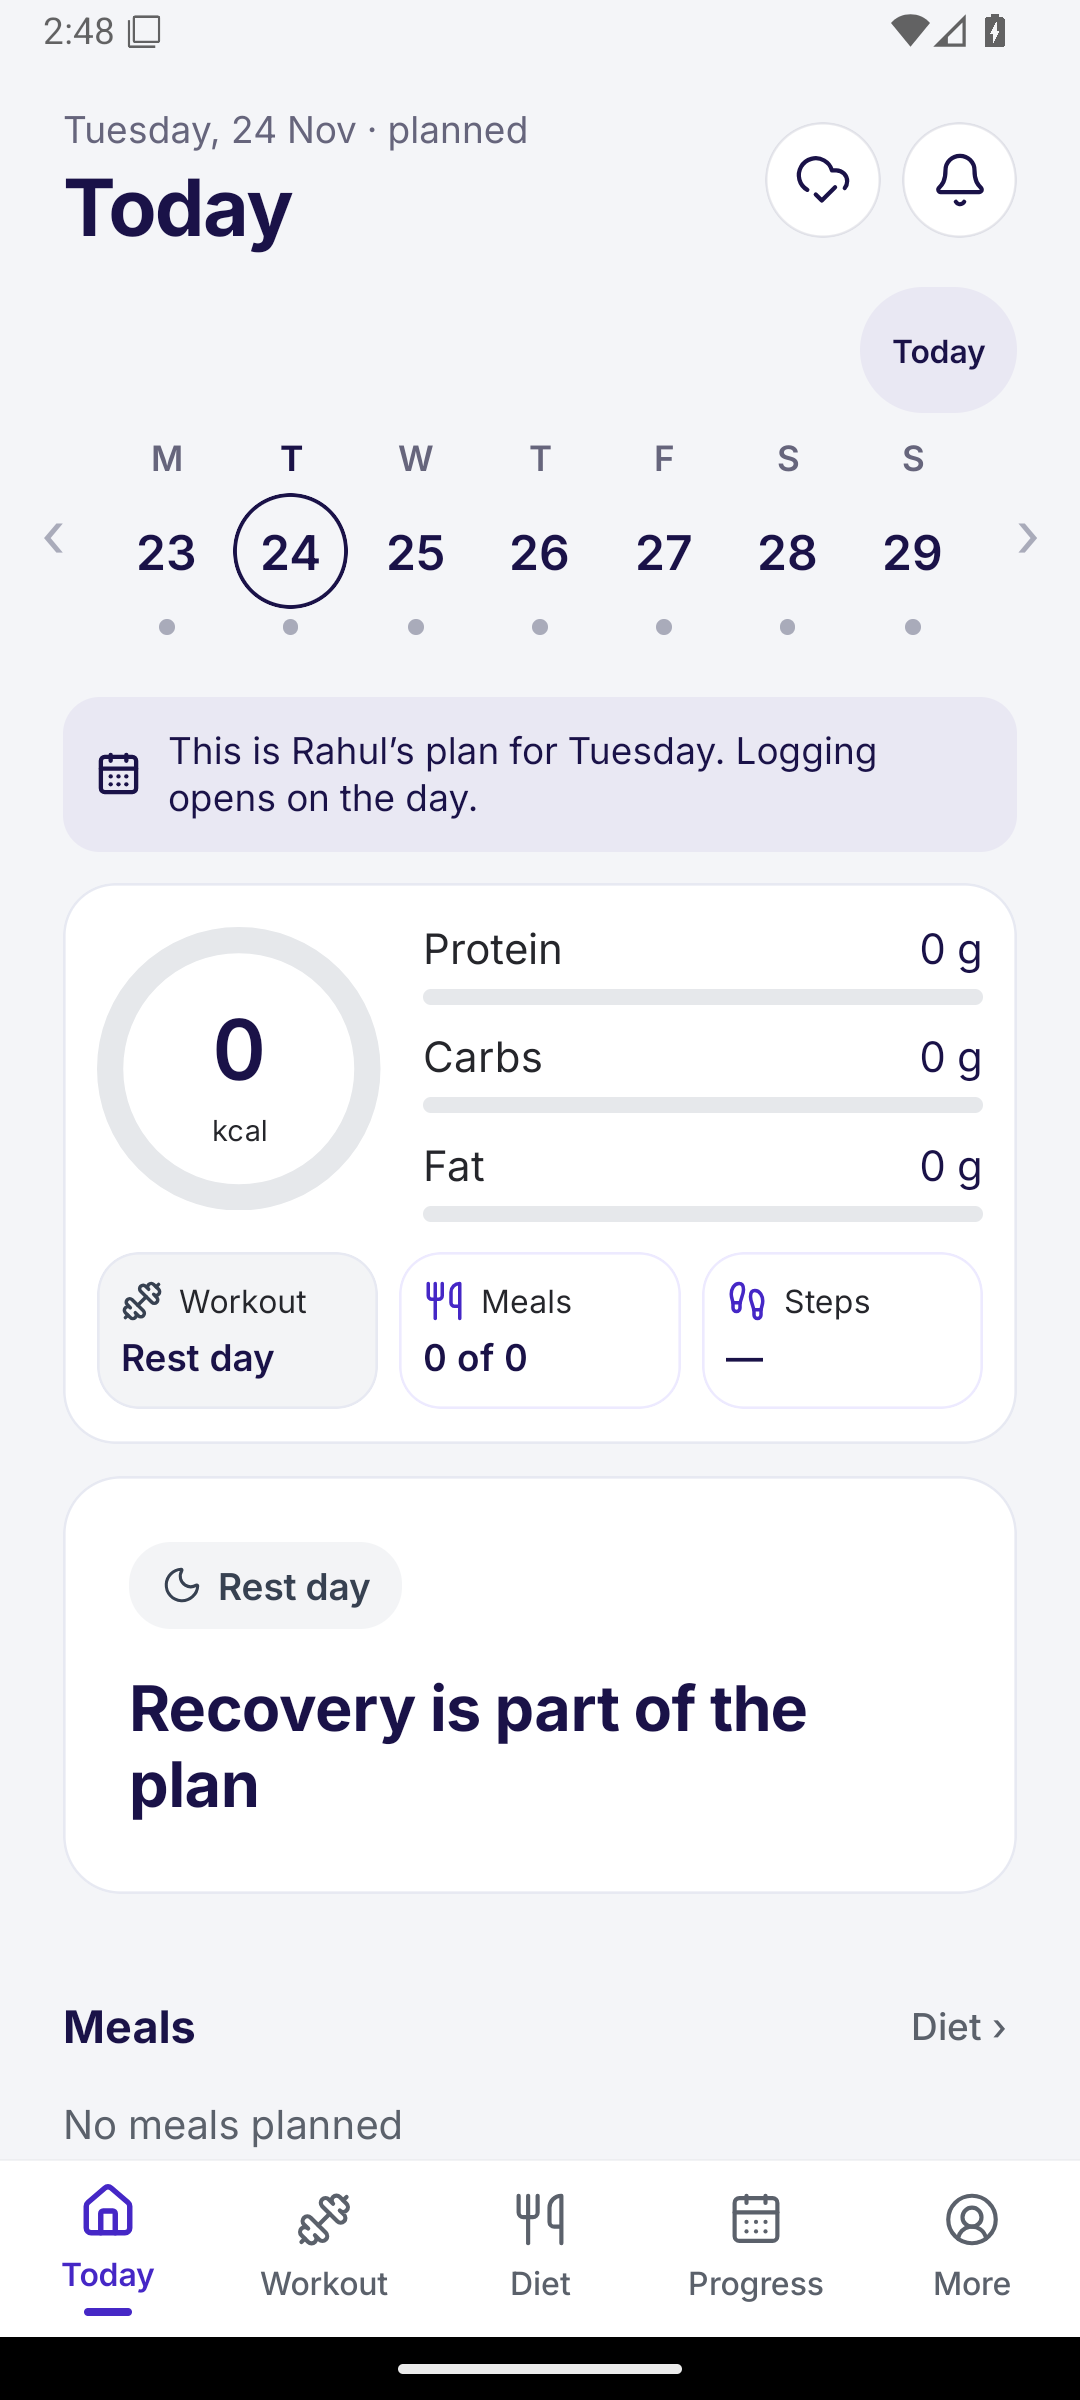 2:48
Tuesday, 24 Nov · planned
Today
Today
M T W T F S S
‹ 23 24 25 26 27 28 29 ›
This is Rahul’s plan for Tuesday. Logging
opens on the day.
Protein 0 g
0
kcal
Carbs 0 g
Fat 0 g
Workout
Rest day
Meals
0 of 0
Steps
—
Rest day
Recovery is part of the
plan
Meals Diet ›
No meals planned
Today Workout Diet Progress More